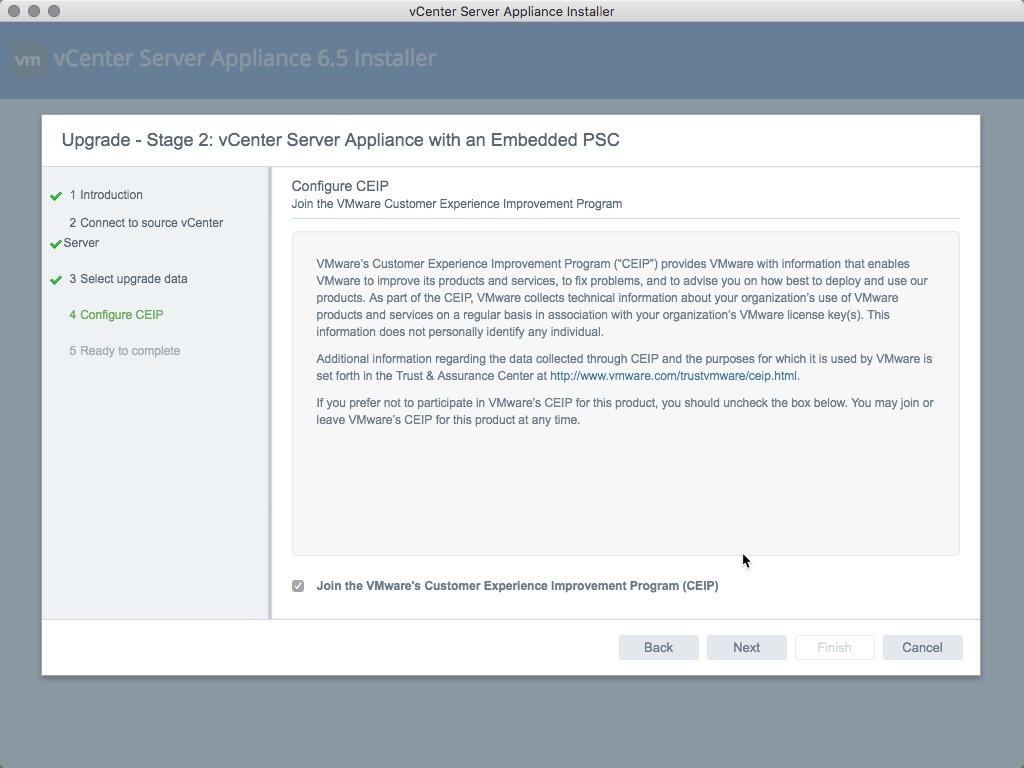 vCenter Server Appliance Installer
vm vCenter Server Appliance 6.5 Installer
Upgrade - Stage 2: vCenter Server Appliance with an Embedded PSC
1 Introduction
2 Connect to source vCenter
Server
3 Select upgrade data
4 Configure CEIP
5 Ready to complete
Configure CEIP
Join the VMware Customer Experience Improvement Program
VMware’s Customer Experience Improvement Program (“CEIP”) provides VMware with information that enables
VMware to improve its products and services, to fix problems, and to advise you on how best to deploy and use our
products. As part of the CEIP, VMware collects technical information about your organization’s use of VMware
products and services on a regular basis in association with your organization’s VMware license key(s). This
information does not personally identify any individual.
Additional information regarding the data collected through CEIP and the purposes for which it is used by VMware is
set forth in the Trust & Assurance Center at http://www.vmware.com/trustvmware/ceip.html.
If you prefer not to participate in VMware’s CEIP for this product, you should uncheck the box below. You may join or
leave VMware’s CEIP for this product at any time.
Join the VMware's Customer Experience Improvement Program (CEIP)
Back Next Finish Cancel